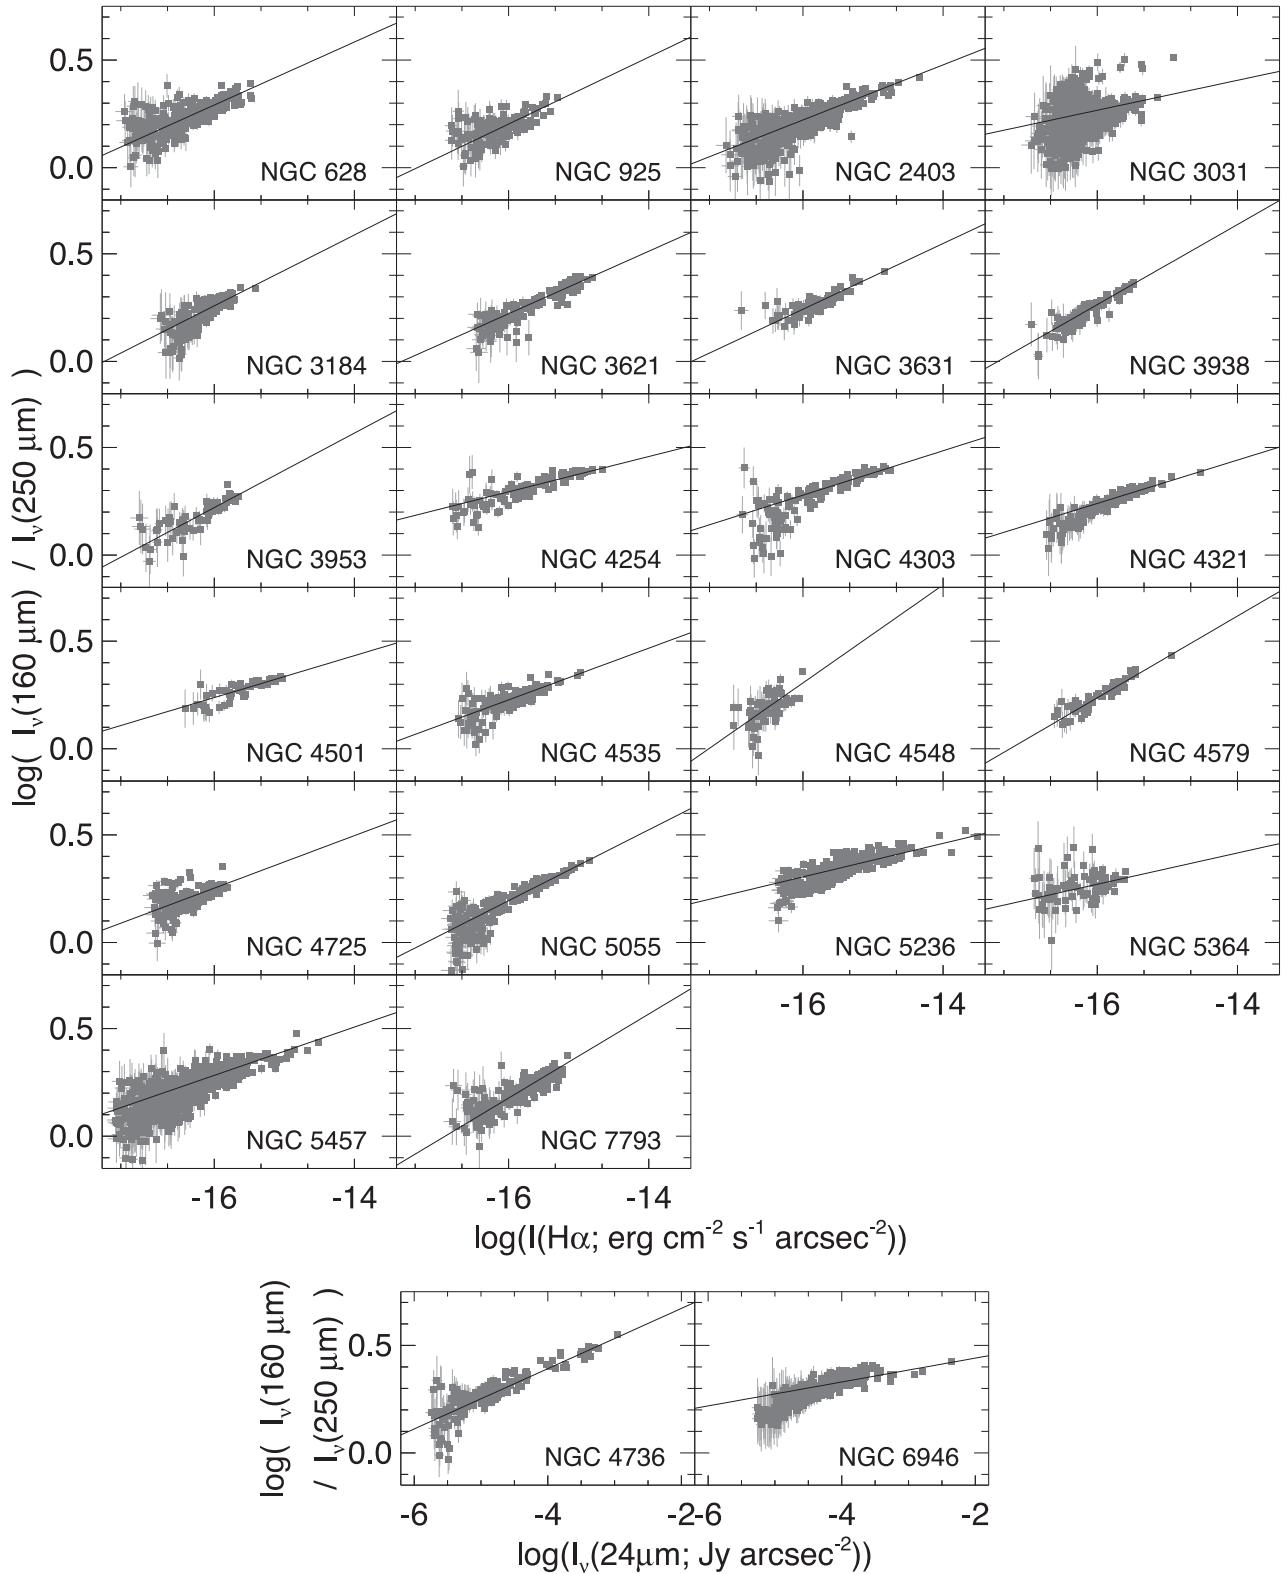 0.5
0.0
NGC 628
NGC 925
NGC 2403
NGC 3031
0.5
0.0
NGC 3184
NGC 3621
NGC 3631
NGC 3938
0.5
0.0
NGC 3953
NGC 4254
NGC 4303
NGC 4321
0.5
0.0
NGC 4501
NGC 4535
NGC 4548
NGC 4579
0.5
0.0
NGC 4725
NGC 5055
NGC 5236
NGC 5364
-16 -14 -16 -14
0.5
0.0
NGC 5457
NGC 7793
-16 -14 -16 -14
log( Iν(160 μm) / Iν(250 μm) )
log(I(Hα; erg cm-2 s-1 arcsec-2))
log( Iν(160 μm)
/ Iν(250 μm) )
0.5
0.0
NGC 4736
NGC 6946
-6 -4 -2-6 -4 -2
log(Iν(24μm; Jy arcsec-2))